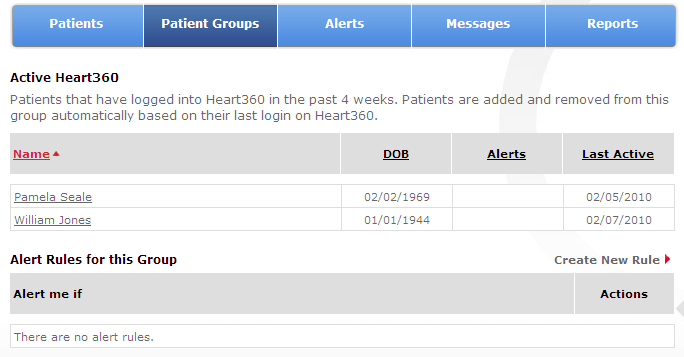 Patients Patient Groups Alerts Messages Reports
Active Heart360
Patients that have logged into Heart360 in the past 4 weeks. Patients are added and removed from this
group automatically based on their last login on Heart360.
Name DOB Alerts Last Active
Pamela Seale 02/02/1969 02/05/2010
William Jones 01/01/1944 02/07/2010
Alert Rules for this Group Create New Rule
Alert me if Actions
There are no alert rules.